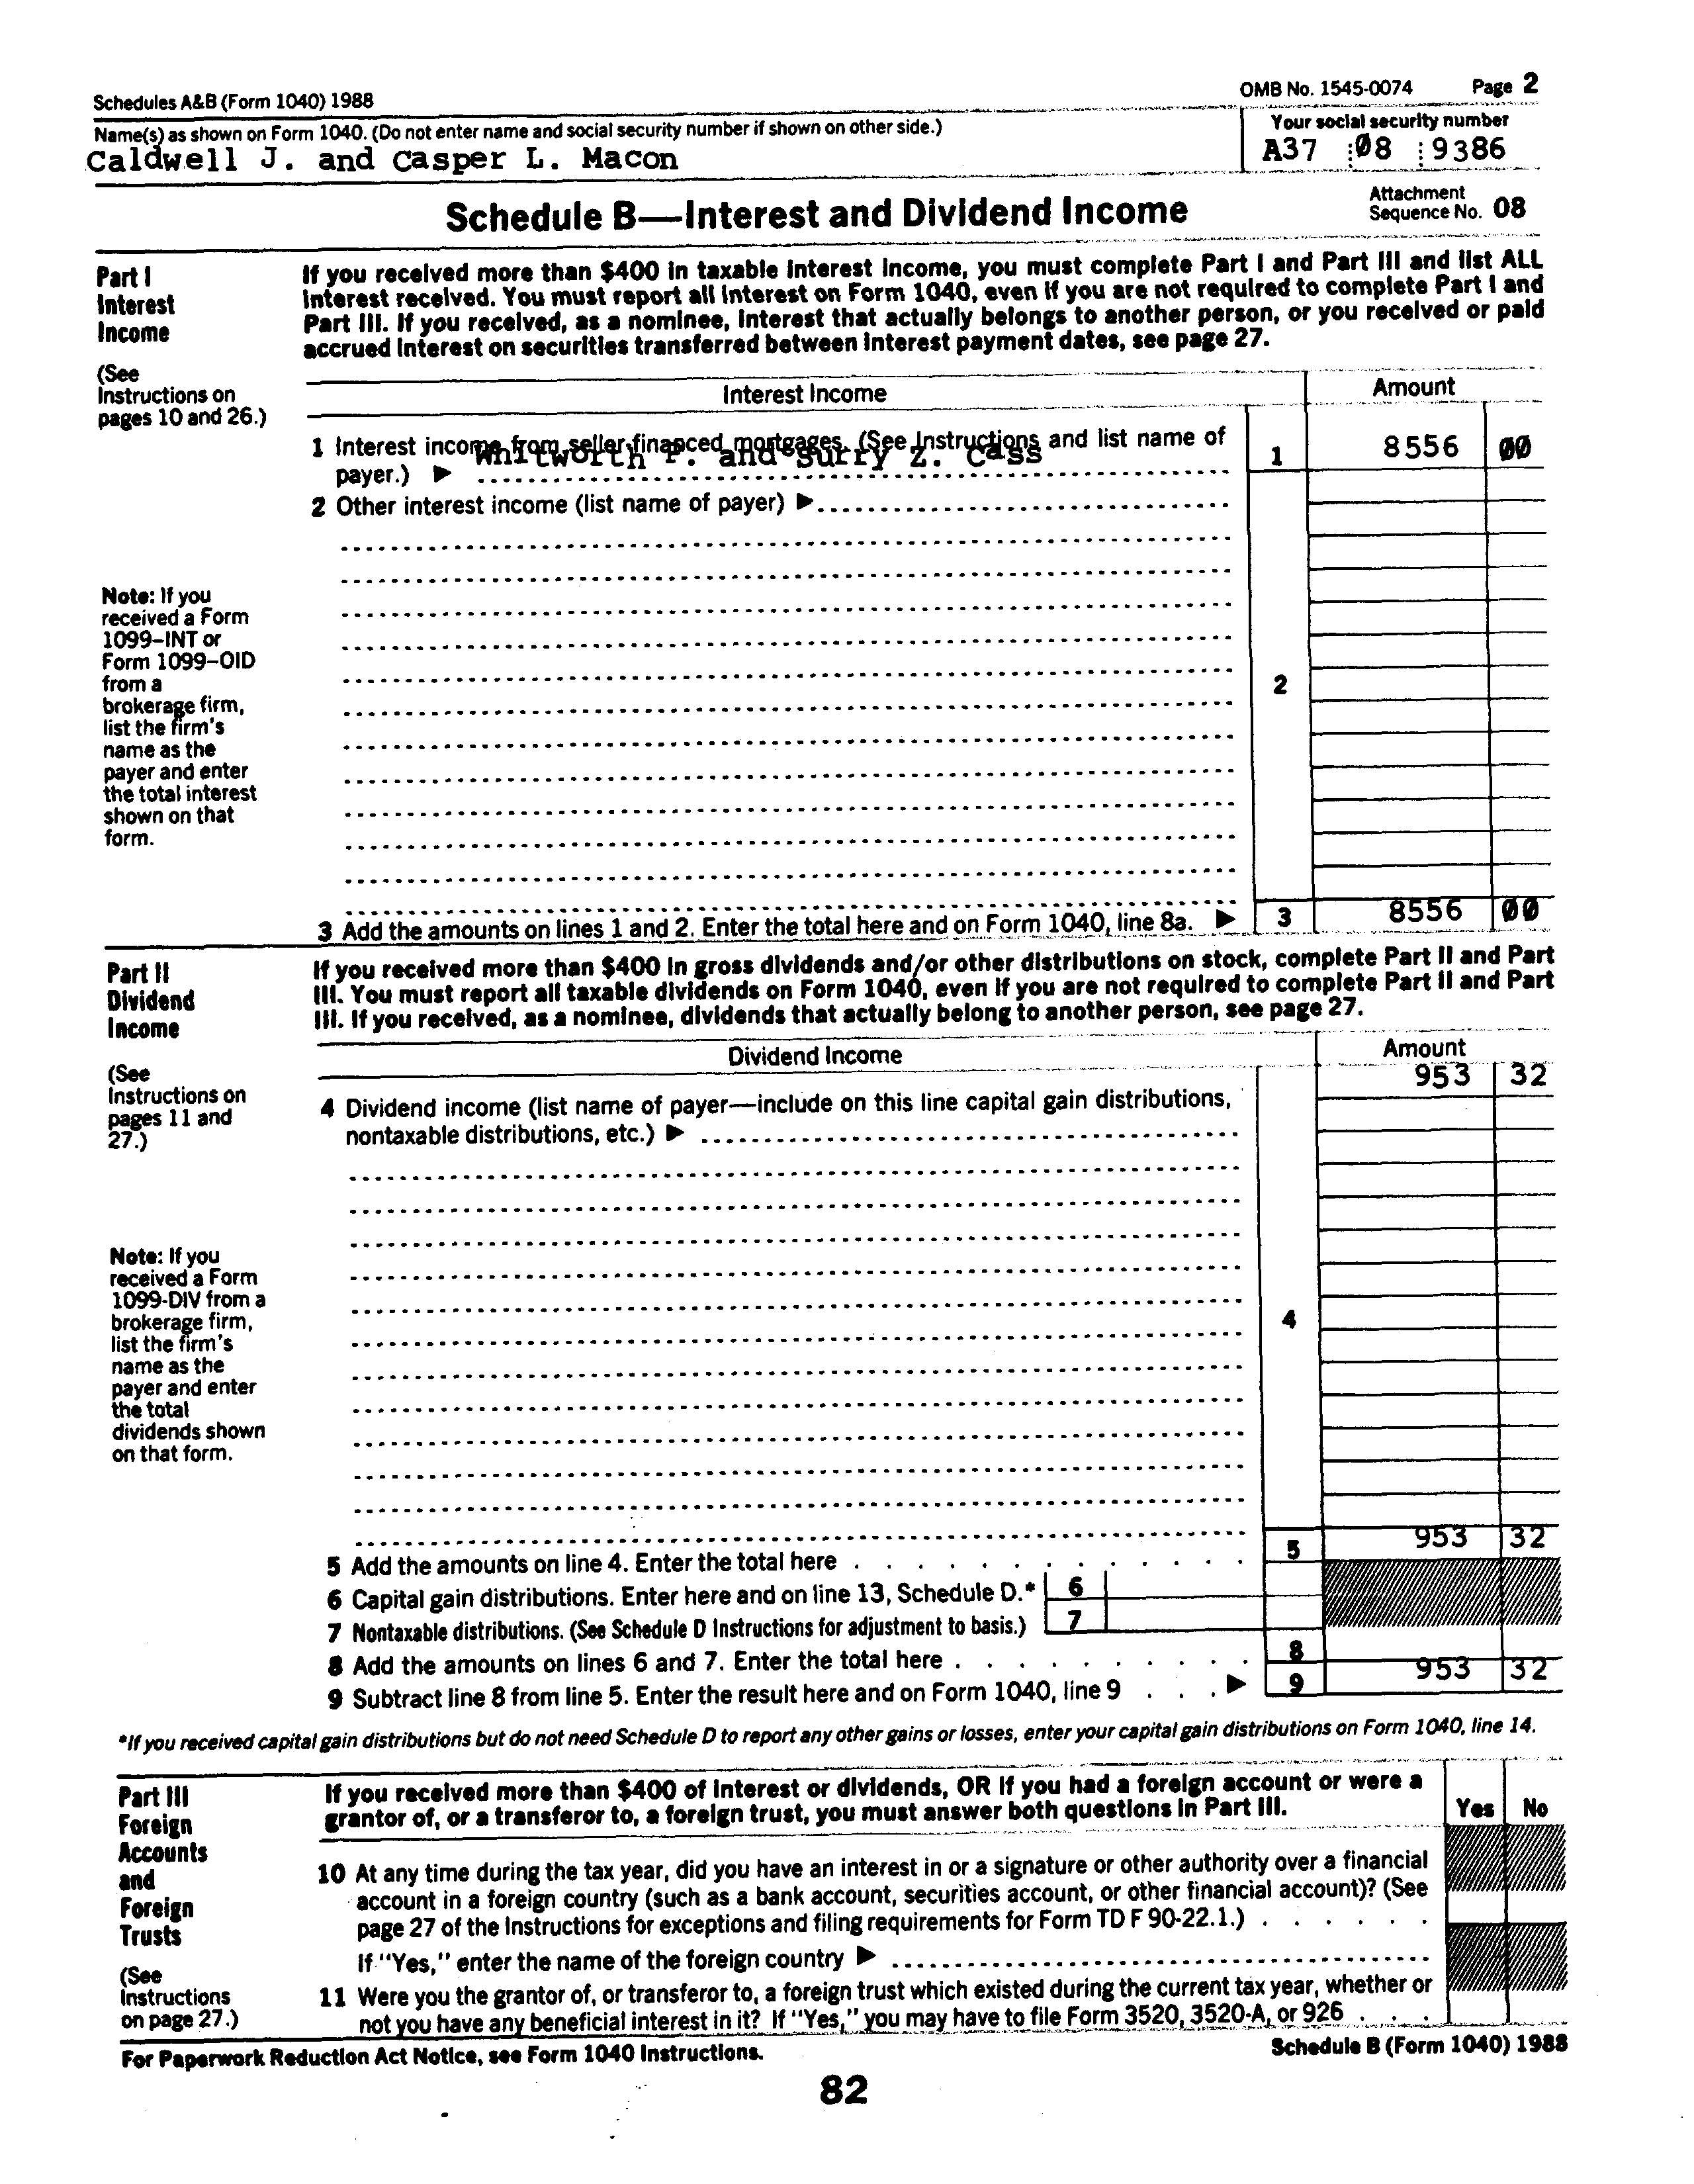 Schedules A&B (Form 1040) 1988
OMB No. 1545-0074 Page 2
Name(s) as shown on Form 1040. (Do not enter name and social security number if shown on other side.)
Your social security number
Caldwell J. and Casper L. Macon
A37 08 9386
Schedule B—Interest and Dividend Income
Attachment
Sequence No. 08
Part I
Interest
Income
(See
Instructions on
pages 10 and 26.)
If you received more than $400 in taxable interest income, you must complete Part I and Part III and list ALL
interest received. You must report all interest on Form 1040, even if you are not required to complete Part I and
Part III. If you received, as a nominee, interest that actually belongs to another person, or you received or paid
accrued interest on securities transferred between interest payment dates, see page 27.
Interest Income
Amount
1 Interest income from seller-financed mortgages. (See Instructions and list name of
payer.) ▶ Whitworth P. and Surry Z. Cass
1 8556 00
2 Other interest income (list name of payer) ▶
Note: If you
received a Form
1099–INT or
Form 1099–OID
from a
brokerage firm,
list the firm's
name as the
payer and enter
the total interest
shown on that
form.
2
3 Add the amounts on lines 1 and 2. Enter the total here and on Form 1040, line 8a. ▶ 3 8556 00
Part II
Dividend
Income
(See
Instructions on
pages 11 and
27.)
If you received more than $400 in gross dividends and/or other distributions on stock, complete Part II and Part
III. You must report all taxable dividends on Form 1040, even if you are not required to complete Part II and Part
III. If you received, as a nominee, dividends that actually belong to another person, see page 27.
Dividend Income
Amount
953 32
4 Dividend income (list name of payer—include on this line capital gain distributions,
nontaxable distributions, etc.) ▶
Note: If you
received a Form
1099-DIV from a
brokerage firm,
list the firm's
name as the
payer and enter
the total
dividends shown
on that form.
4
5 Add the amounts on line 4. Enter the total here . . . . . . . . . . . . 5 953 32
6 Capital gain distributions. Enter here and on line 13, Schedule D.* 6
7 Nontaxable distributions. (See Schedule D Instructions for adjustment to basis.) 7
8 Add the amounts on lines 6 and 7. Enter the total here . . . . . . . . . . 8
9 Subtract line 8 from line 5. Enter the result here and on Form 1040, line 9 . . . ▶ 9 953 32
*If you received capital gain distributions but do not need Schedule D to report any other gains or losses, enter your capital gain distributions on Form 1040, line 14.
Part III
Foreign
Accounts
and
Foreign
Trusts
(See
Instructions
on page 27.)
If you received more than $400 of interest or dividends, OR if you had a foreign account or were a
grantor of, or a transferor to, a foreign trust, you must answer both questions in Part III.
Yes No
10 At any time during the tax year, did you have an interest in or a signature or other authority over a financial
account in a foreign country (such as a bank account, securities account, or other financial account)? (See
page 27 of the Instructions for exceptions and filing requirements for Form TD F 90-22.1.) . . . . . .
If "Yes," enter the name of the foreign country ▶
11 Were you the grantor of, or transferor to, a foreign trust which existed during the current tax year, whether or
not you have any beneficial interest in it? If "Yes," you may have to file Form 3520, 3520-A, or 926 . . .
For Paperwork Reduction Act Notice, see Form 1040 Instructions.
Schedule B (Form 1040) 1988
82